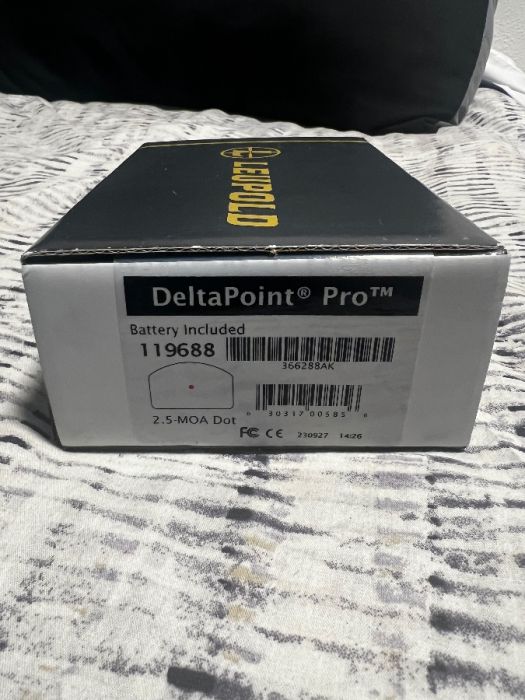 LEUPOLD
DeltaPoint® Pro™
Battery Included
119688
366288AK
2.5-MOA Dot
0 30317 00585 6
FC CE 230927 14:26